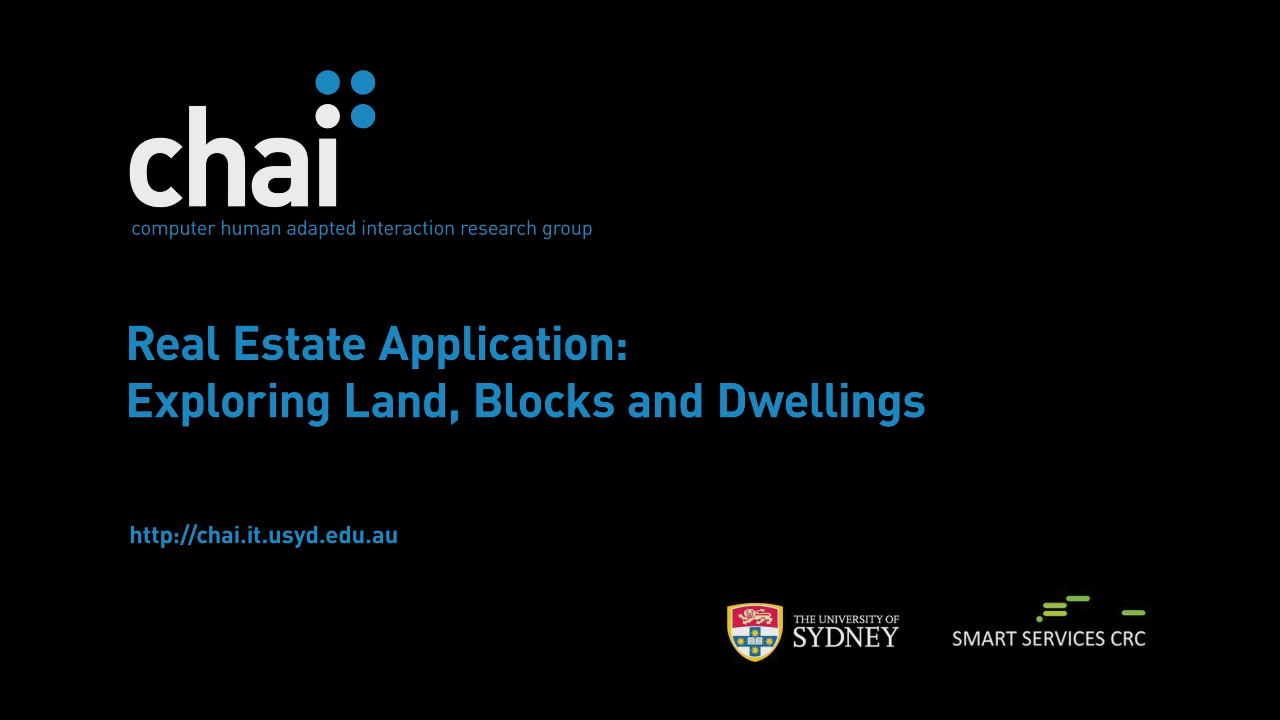 chai
computer human adapted interaction research group
Real Estate Application:
Exploring Land, Blocks and Dwellings
http://chai.it.usyd.edu.au
THE UNIVERSITY OF
SYDNEY
SMART SERVICES CRC